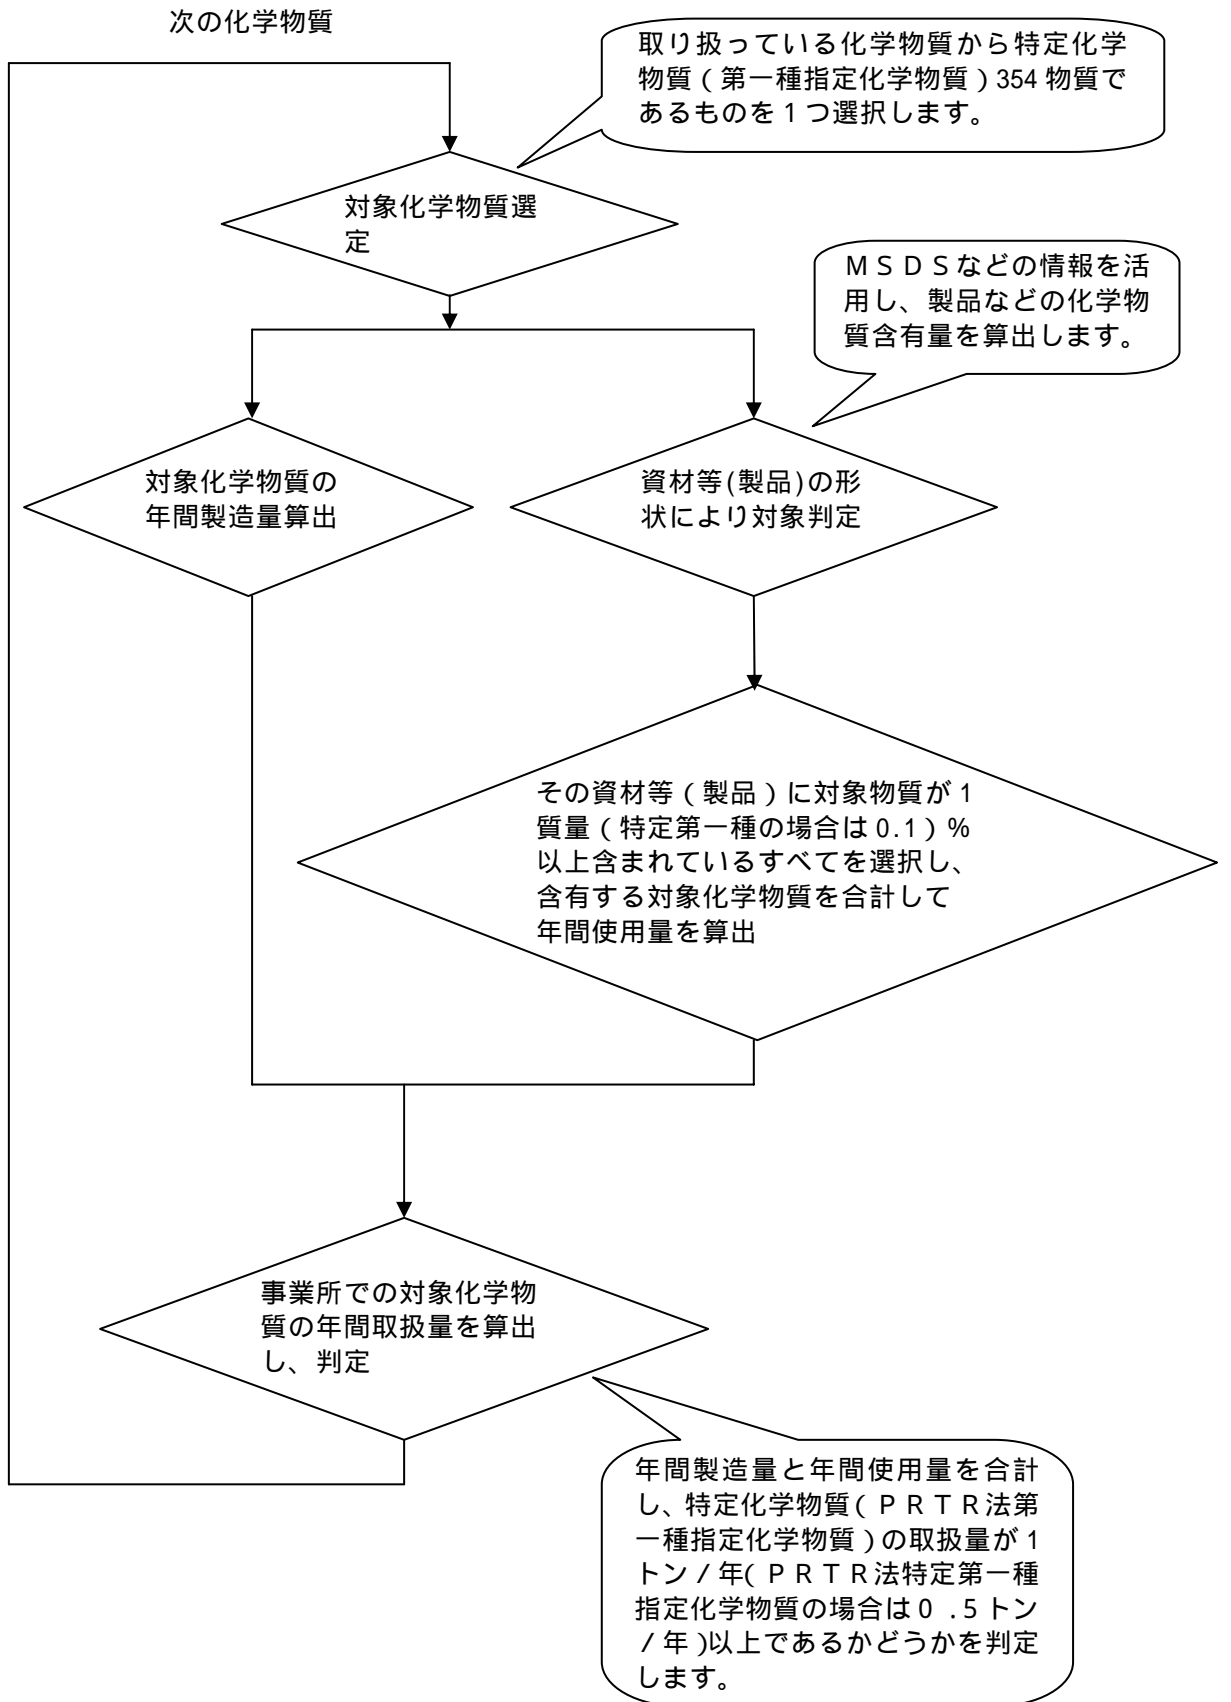 次の化学物質
取り扱っている化学物質から特定化学
物質（第一種指定化学物質）354 物質で
あるものを１つ選択します。
対象化学物質選
定
ＭＳＤＳなどの情報を活
用し、製品などの化学物
質含有量を算出します。
対象化学物質の
年間製造量算出
資材等(製品)の形
状により対象判定
その資材等（製品）に対象物質が 1
質量（特定第一種の場合は 0.1）%
以上含まれているすべてを選択し、
含有する対象化学物質を合計して
年間使用量を算出
事業所での対象化学物
質の年間取扱量を算出
し、判定
年間製造量と年間使用量を合計
し、特定化学物質（ＰＲＴＲ法第
一種指定化学物質）の取扱量が 1
トン／年（ＰＲＴＲ法特定第一種
指定化学物質の場合は０.５トン
／年）以上であるかどうかを判定
します。